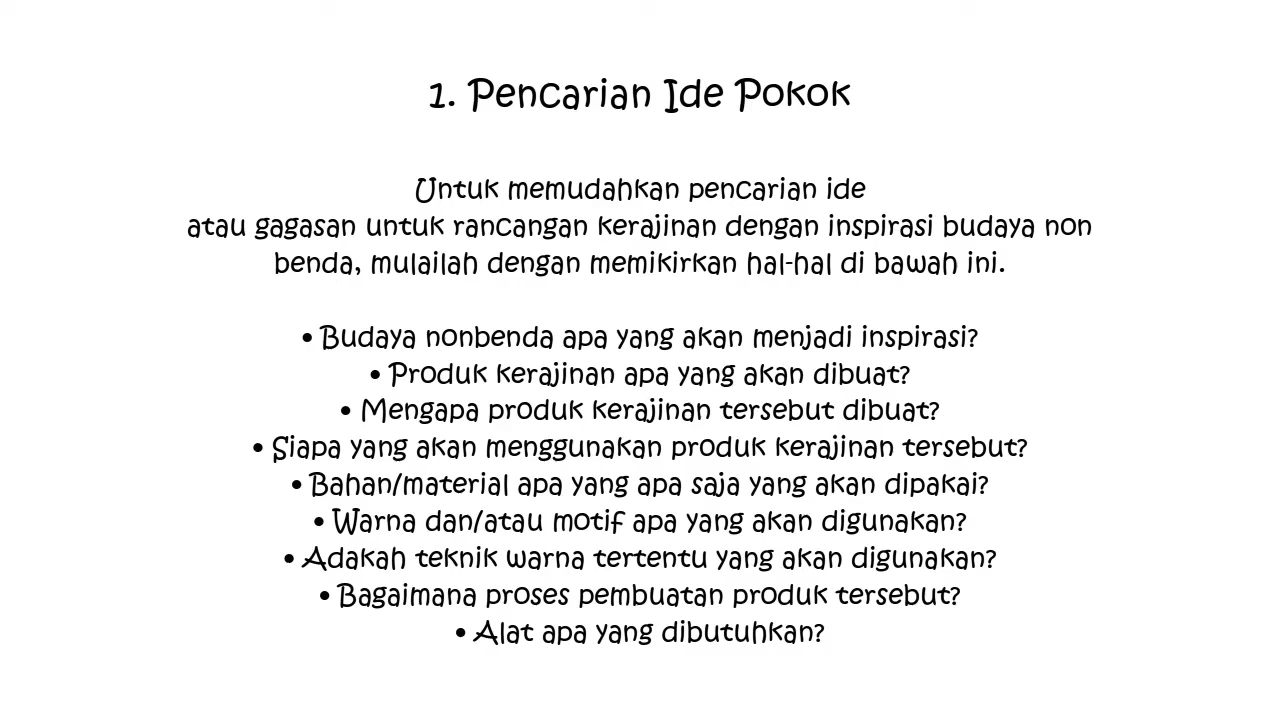 1. Pencarian Ide Pokok
Untuk memudahkan pencarian ide
atau gagasan untuk rancangan kerajinan dengan inspirasi budaya non
benda, mulailah dengan memikirkan hal-hal di bawah ini.
• Budaya nonbenda apa yang akan menjadi inspirasi?
• Produk kerajinan apa yang akan dibuat?
• Mengapa produk kerajinan tersebut dibuat?
• Siapa yang akan menggunakan produk kerajinan tersebut?
• Bahan/material apa yang apa saja yang akan dipakai?
• Warna dan/atau motif apa yang akan digunakan?
• Adakah teknik warna tertentu yang akan digunakan?
• Bagaimana proses pembuatan produk tersebut?
• Alat apa yang dibutuhkan?